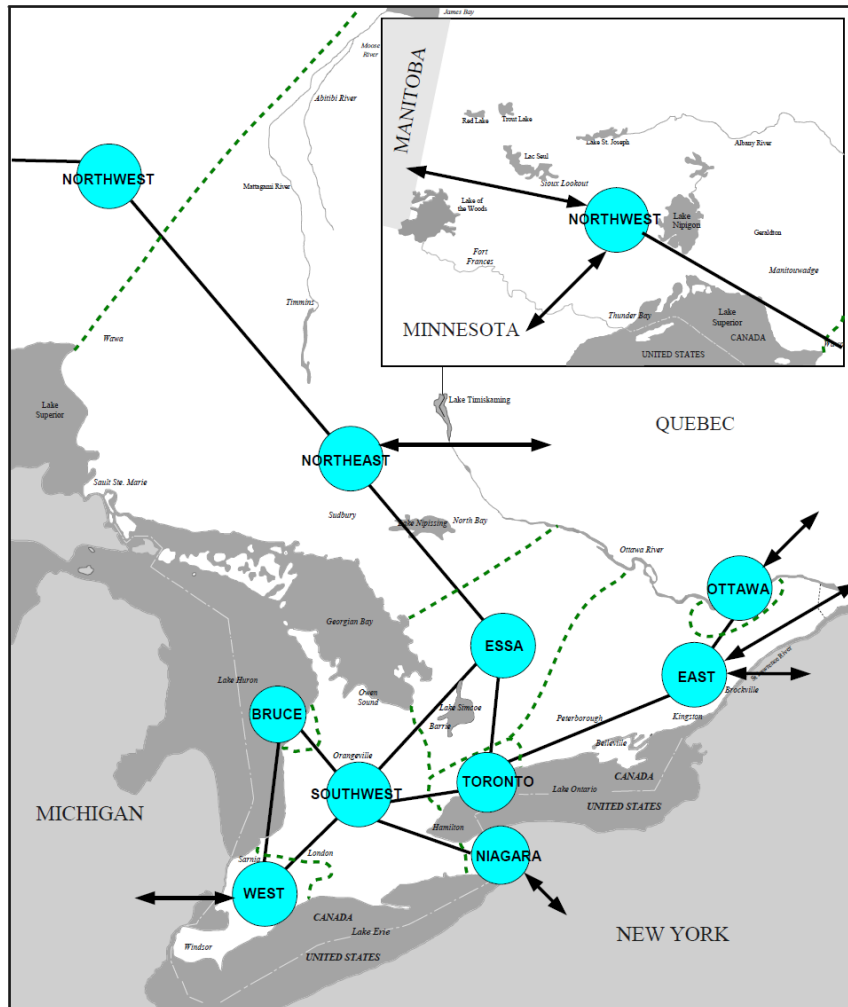 James Bay
Moose
River
Abitibi River
Mattagami River
NORTHWEST
Timmins
Wawa
Lake
Superior
MANITOBA
Red Lake
Trout Lake
Lake St. Joseph
Albany River
Lac Seul
Sioux Lookout
Lake of
the Woods
NORTHWEST
Lake
Nipigon
Geraldton
Fort
Frances
Manitouwadge
Thunder Bay
MINNESOTA
Lake
Superior
CANADA
UNITED STATES
Lake Timiskaming
QUEBEC
NORTHEAST
Sault Ste. Marie
Sudbury
Lake Nipissing
North Bay
Ottawa River
OTTAWA
Georgian Bay
ESSA
EAST
St Lawrence River
Brockville
Kingston
Lake Huron
Owen
Sound
BRUCE
Lake Simcoe
Barrie
Peterborough
Belleville
Orangeville
SOUTHWEST
TORONTO
CANADA
Lake Ontario
UNITED STATES
MICHIGAN
Hamilton
NIAGARA
Sarnia
London
WEST
CANADA
Lake Erie
NEW YORK
Windsor
UNITED STATES